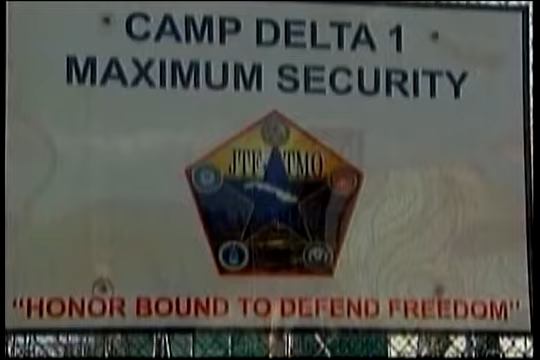 CAMP DELTA 1
MAXIMUM SECURITY
JTF GTMO
"HONOR BOUND TO DEFEND FREEDOM"